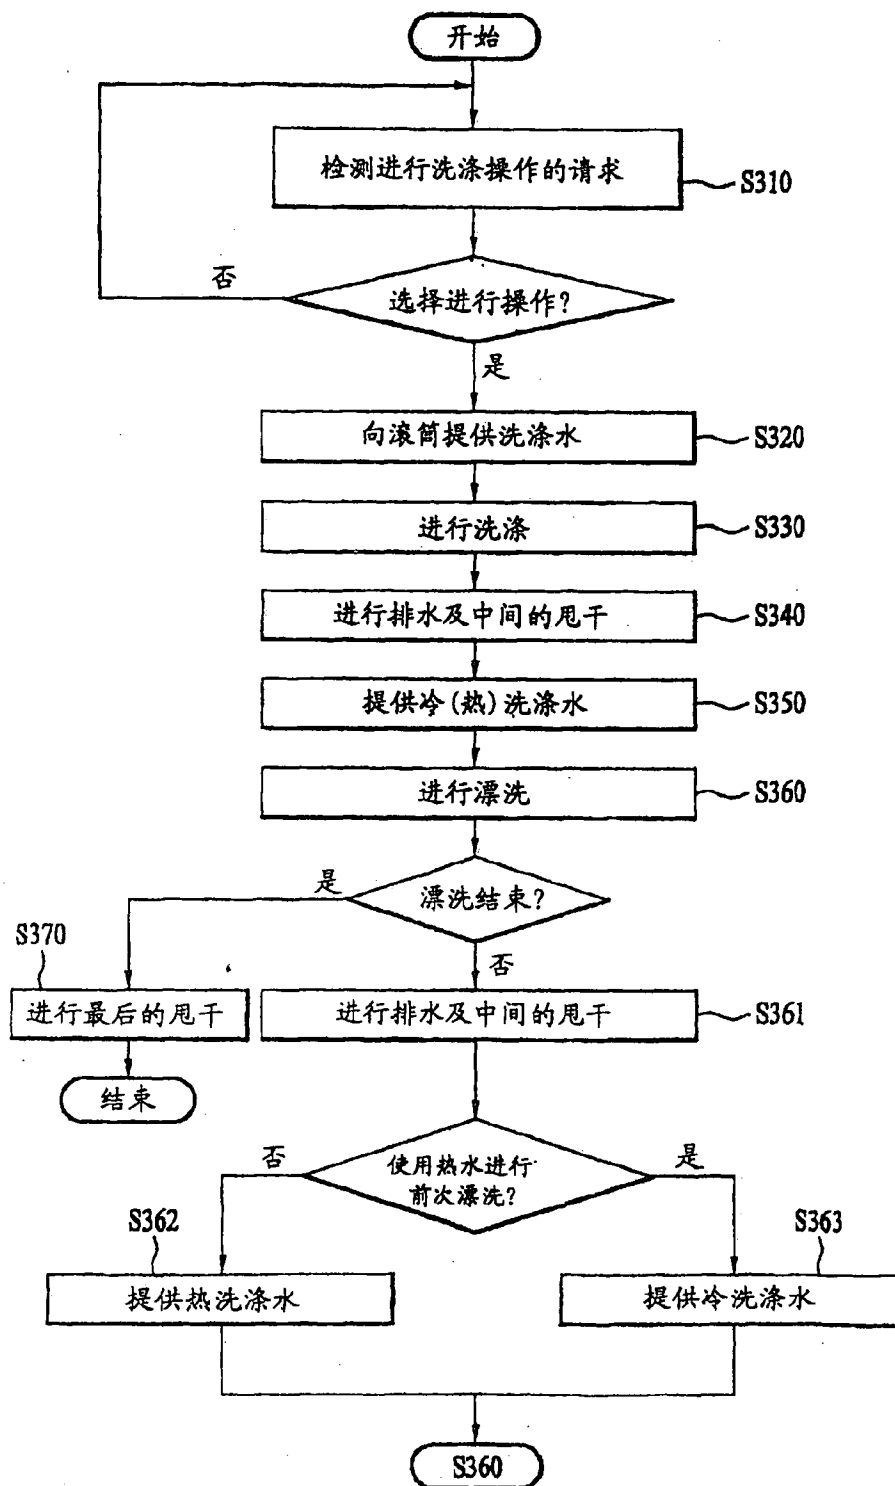 开始
检测进行洗涤操作的请求
S310
否
选择进行操作?
是
向滚筒提供洗涤水
S320
进行洗涤
S330
进行排水及中间的甩干
S340
提供冷(热)洗涤水
S350
进行漂洗
S360
是
漂洗结束?
S370
否
进行最后的甩干
进行排水及中间的甩干
S361
结束
否
使用热水进行
前次漂洗?
是
S362
S363
提供热洗涤水
提供冷洗涤水
S360